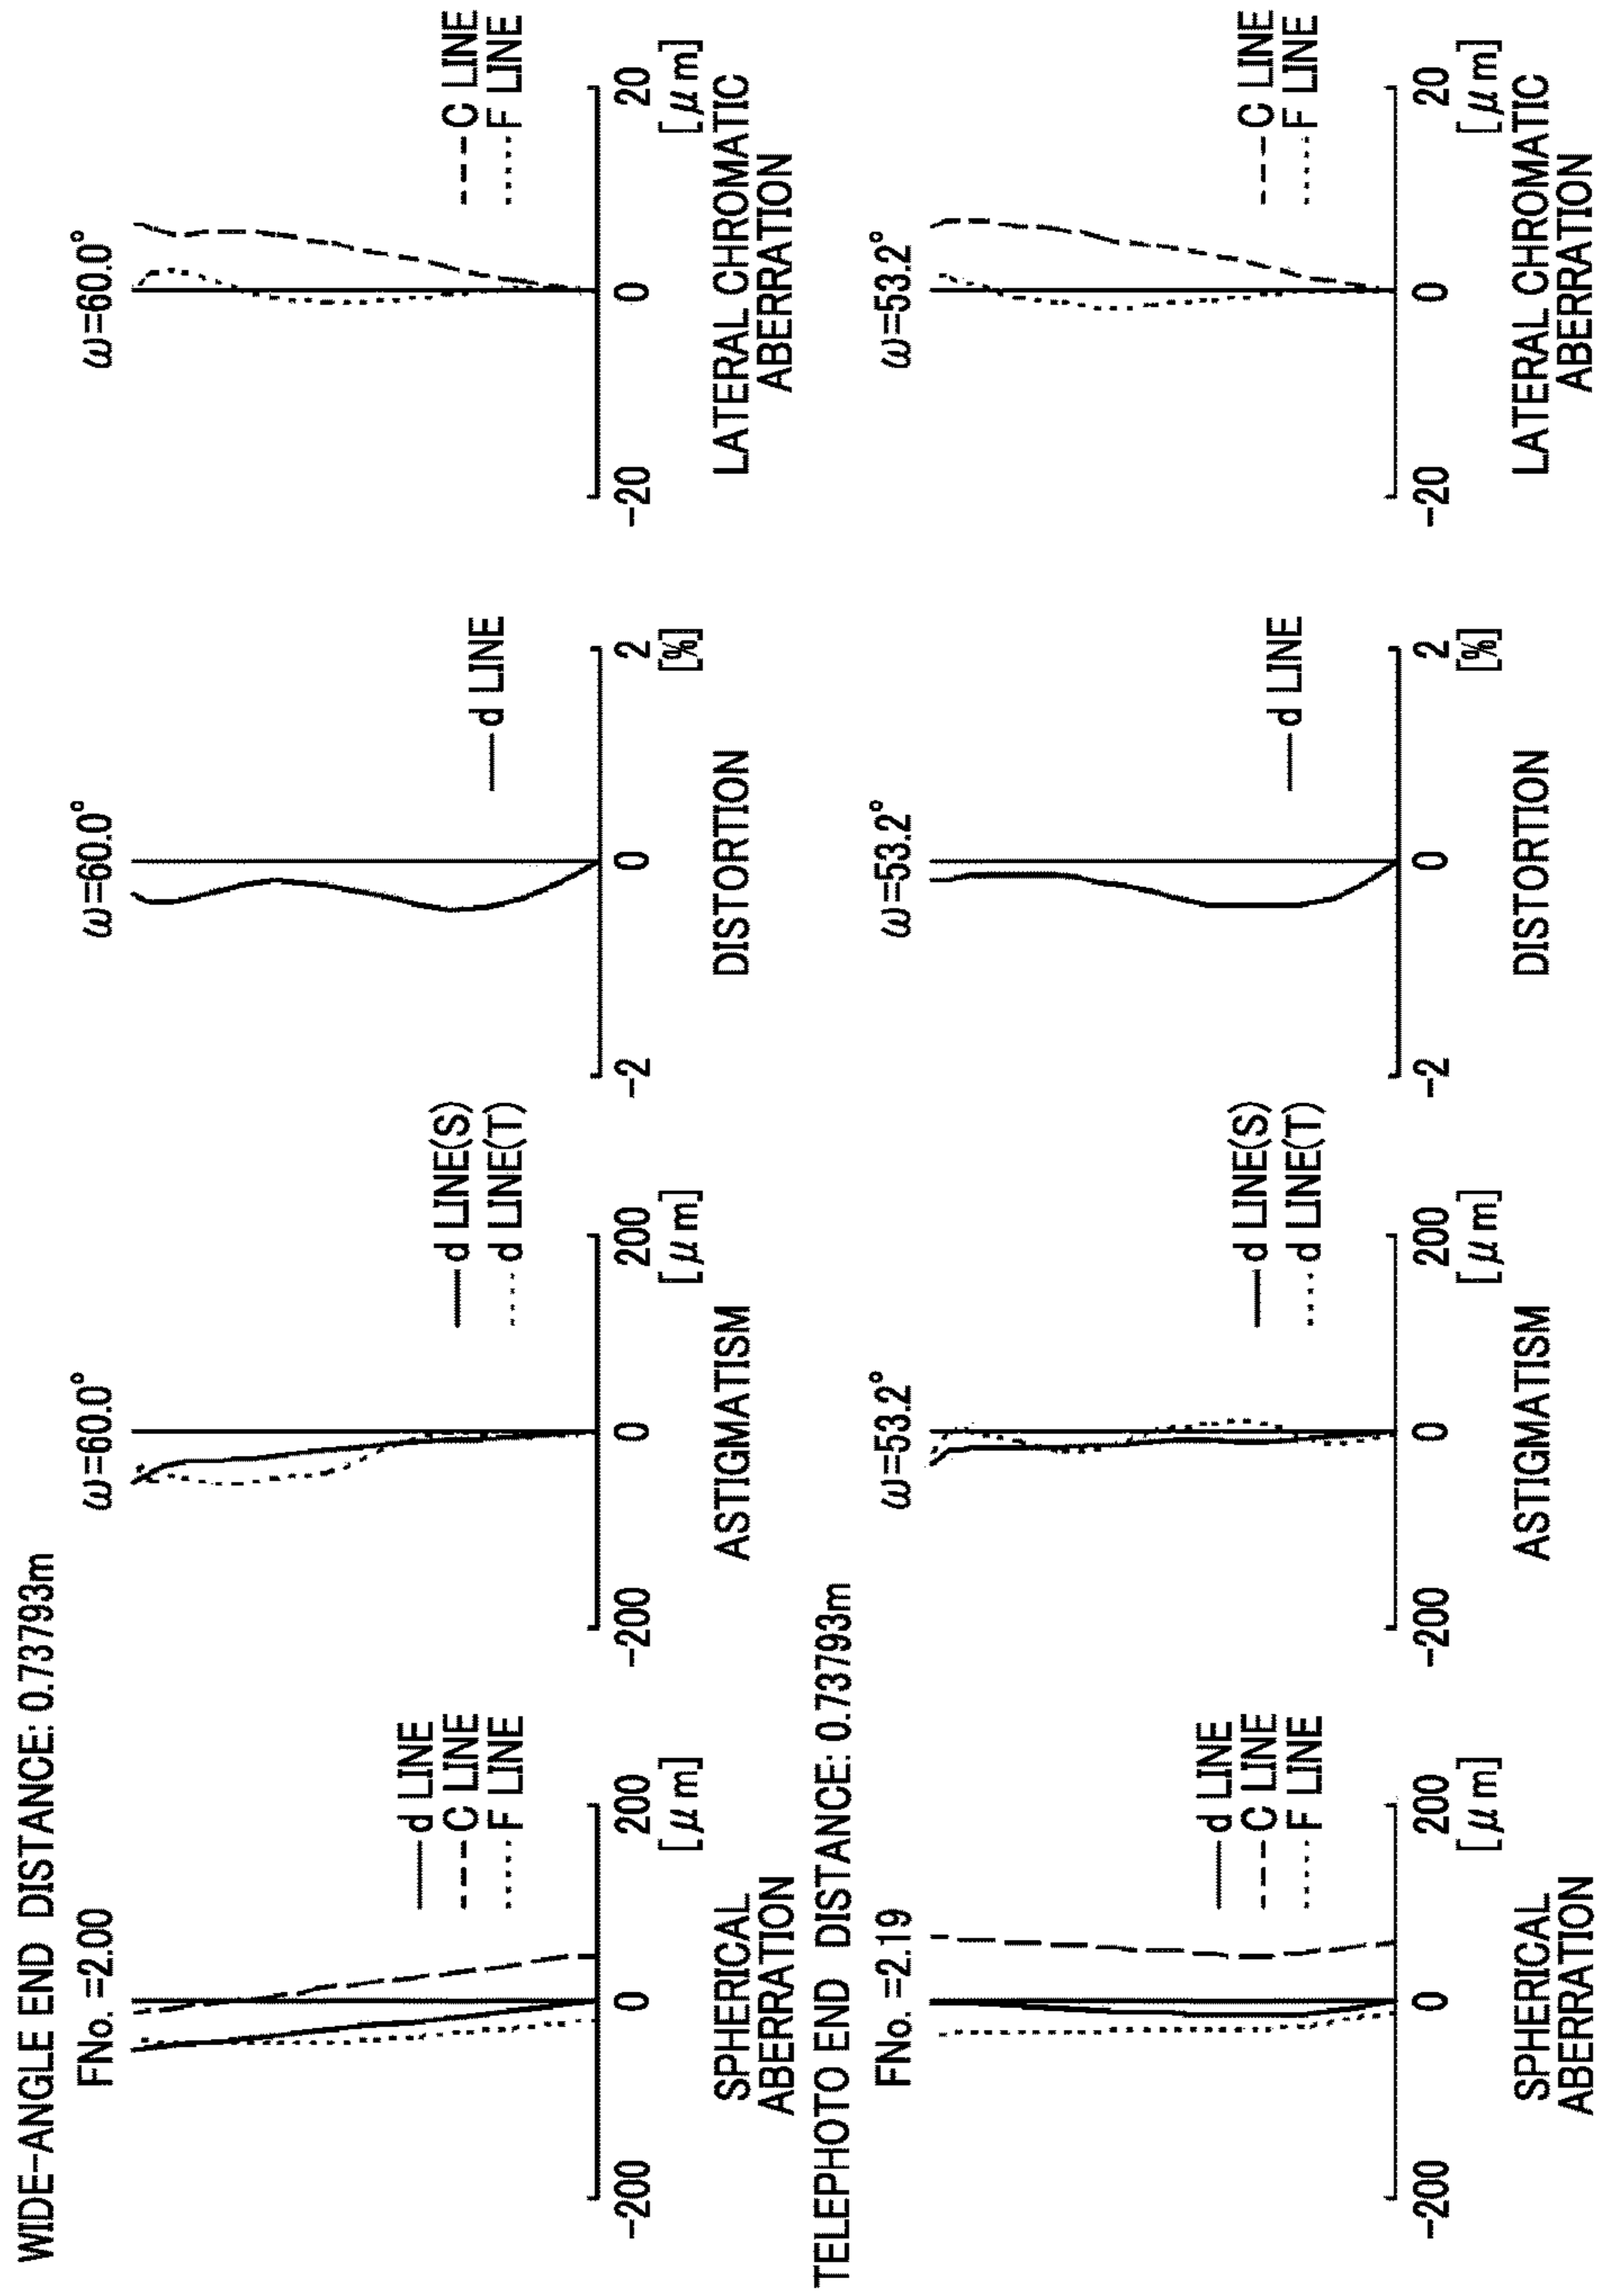 WIDE-ANGLE END DISTANCE: 0.73793m
FNo. =2.00
d LINE
C LINE
F LINE
-200
0
200
[μm]
SPHERICAL
ABERRATION
ω=60.0°
d LINE(S)
d LINE(T)
-200
0
200
[μm]
ASTIGMATISM
ω=60.0°
d LINE
-2
0
2
[%]
DISTORTION
ω=60.0°
C LINE
F LINE
-20
0
20
[μm]
LATERAL CHROMATIC
ABERRATION
TELEPHOTO END DISTANCE: 0.73793m
FNo. =2.19
d LINE
C LINE
F LINE
-200
0
200
[μm]
SPHERICAL
ABERRATION
ω=53.2°
d LINE(S)
d LINE(T)
-200
0
200
[μm]
ASTIGMATISM
ω=53.2°
d LINE
-2
0
2
[%]
DISTORTION
ω=53.2°
C LINE
F LINE
-20
0
20
[μm]
LATERAL CHROMATIC
ABERRATION